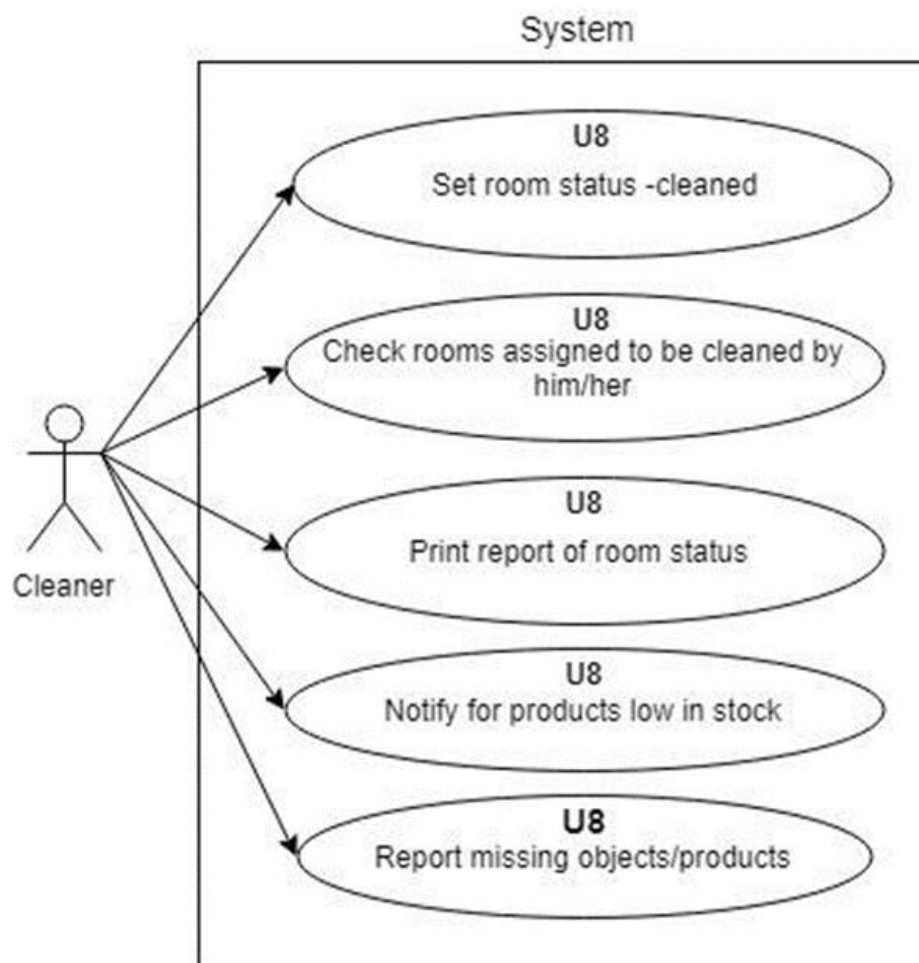 System
U8
Set room status -cleaned
U8
Check rooms assigned to be cleaned by
him/her
U8
Print report of room status
Cleaner
U8
Notify for products low in stock
U8
Report missing objects/products